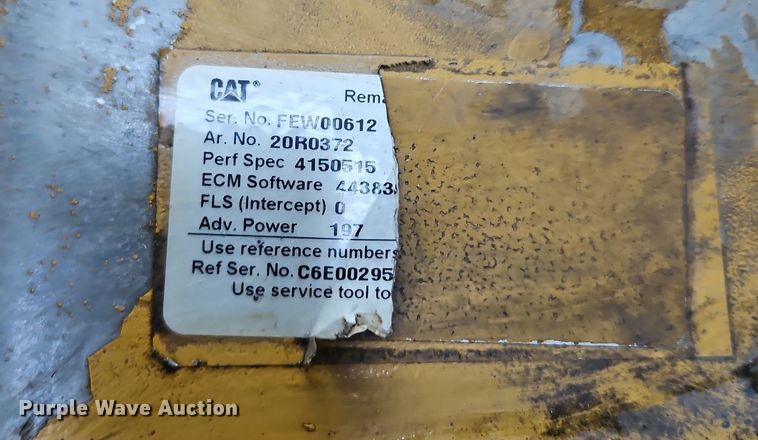 CAT®
Rema
Ser. No. FEW00612
Ar. No. 20R0372
Perf Spec 4150515
ECM Software 44383
FLS (Intercept) 0
Adv. Power 197
Use reference numbers
Ref Ser. No. C6E00295
Use service tool to
Purple Wave Auction